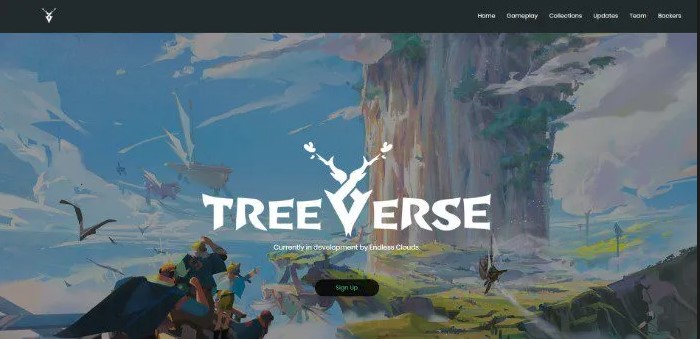 Home Gameplay Collections Updates Team Backers
TREEVERSE
Currently in development by Endless Clouds.
Sign Up